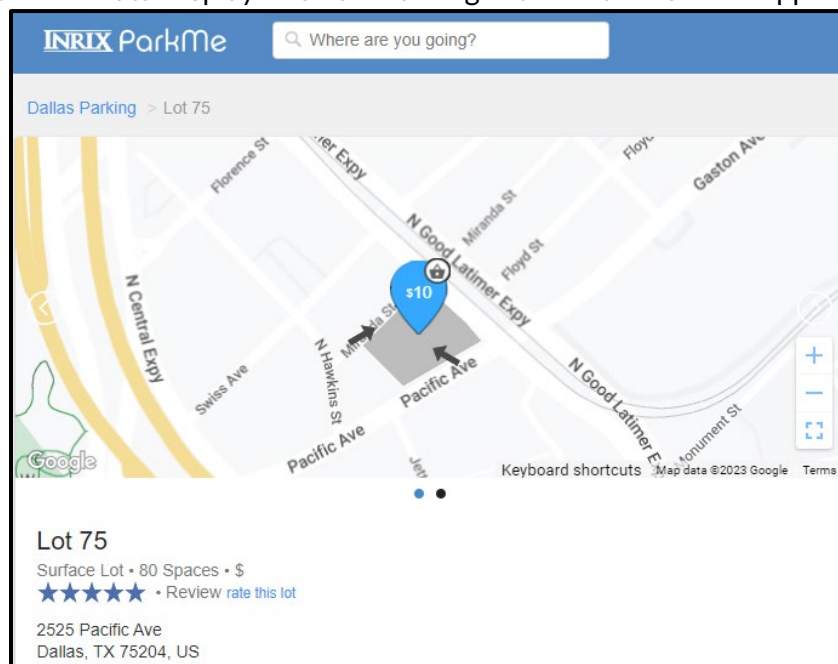 INRIX ParkMe
Where are you going?
Dallas Parking > Lot 75
Florence St
Floyd
Gaston Ave
Miranda St
N Good Latimer Expy
Floyd St
N Central Expy
$10
Swiss Ave
N Hawkins St
Pacific Ave
N Good Latimer E
Monument St
Pacific Ave
Google
Keyboard shortcuts
Map data ©2023 Google
Terms
Lot 75
Surface Lot • 80 Spaces • $
★★★★★ • Review rate this lot
2525 Pacific Ave
Dallas, TX 75204, US